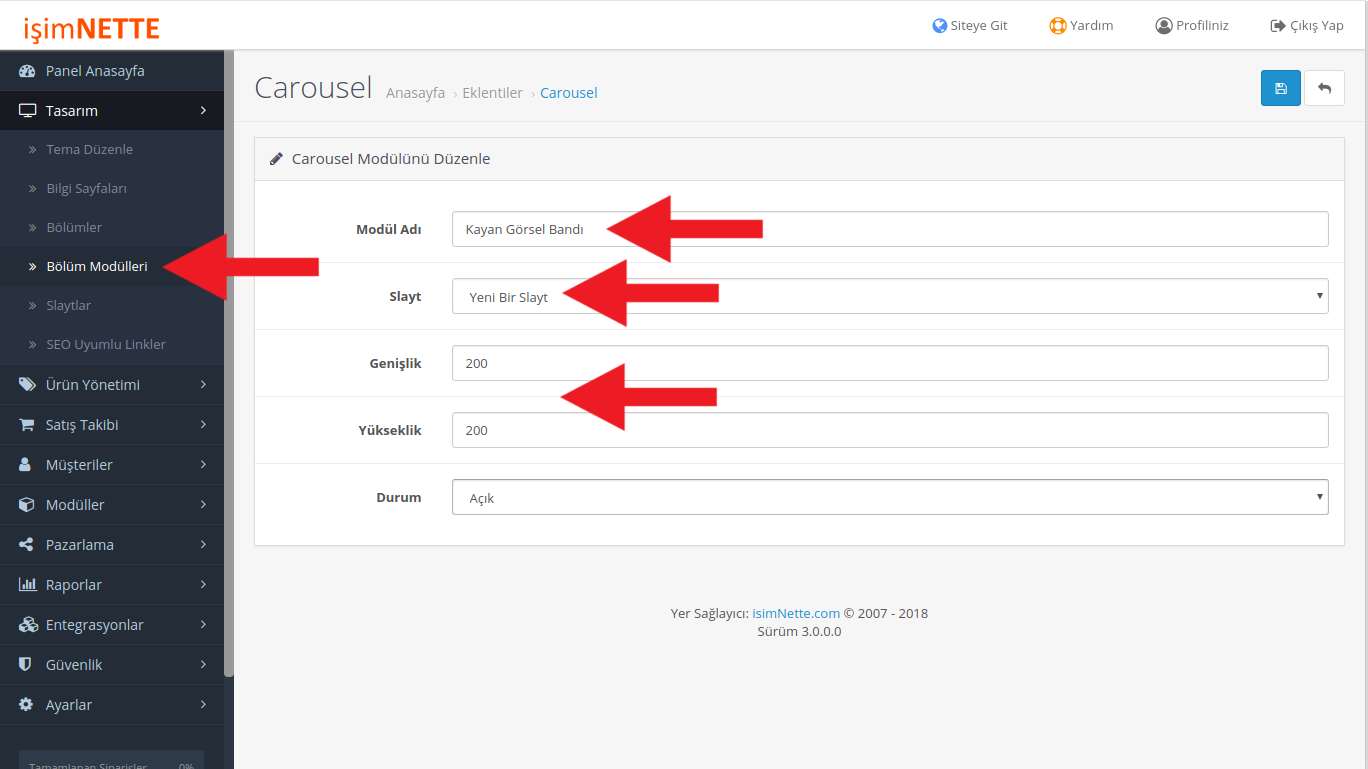 işimNETTE
Siteye Git
Yardım
Profiliniz
Çıkış Yap
Panel Anasayfa
Tasarım
Tema Düzenle
Bilgi Sayfaları
Bölümler
Bölüm Modülleri
Slaytlar
SEO Uyumlu Linkler
Ürün Yönetimi
Satış Takibi
Müşteriler
Modüller
Pazarlama
Raporlar
Entegrasyonlar
Güvenlik
Ayarlar
Tamamlanan Siparişler 0%
Carousel
Anasayfa › Eklentiler › Carousel
Carousel Modülünü Düzenle
Modül Adı Kayan Görsel Bandı
Slayt Yeni Bir Slayt
Genişlik 200
Yükseklik 200
Durum Açık
Yer Sağlayıcı: isimNette.com © 2007 - 2018
Sürüm 3.0.0.0